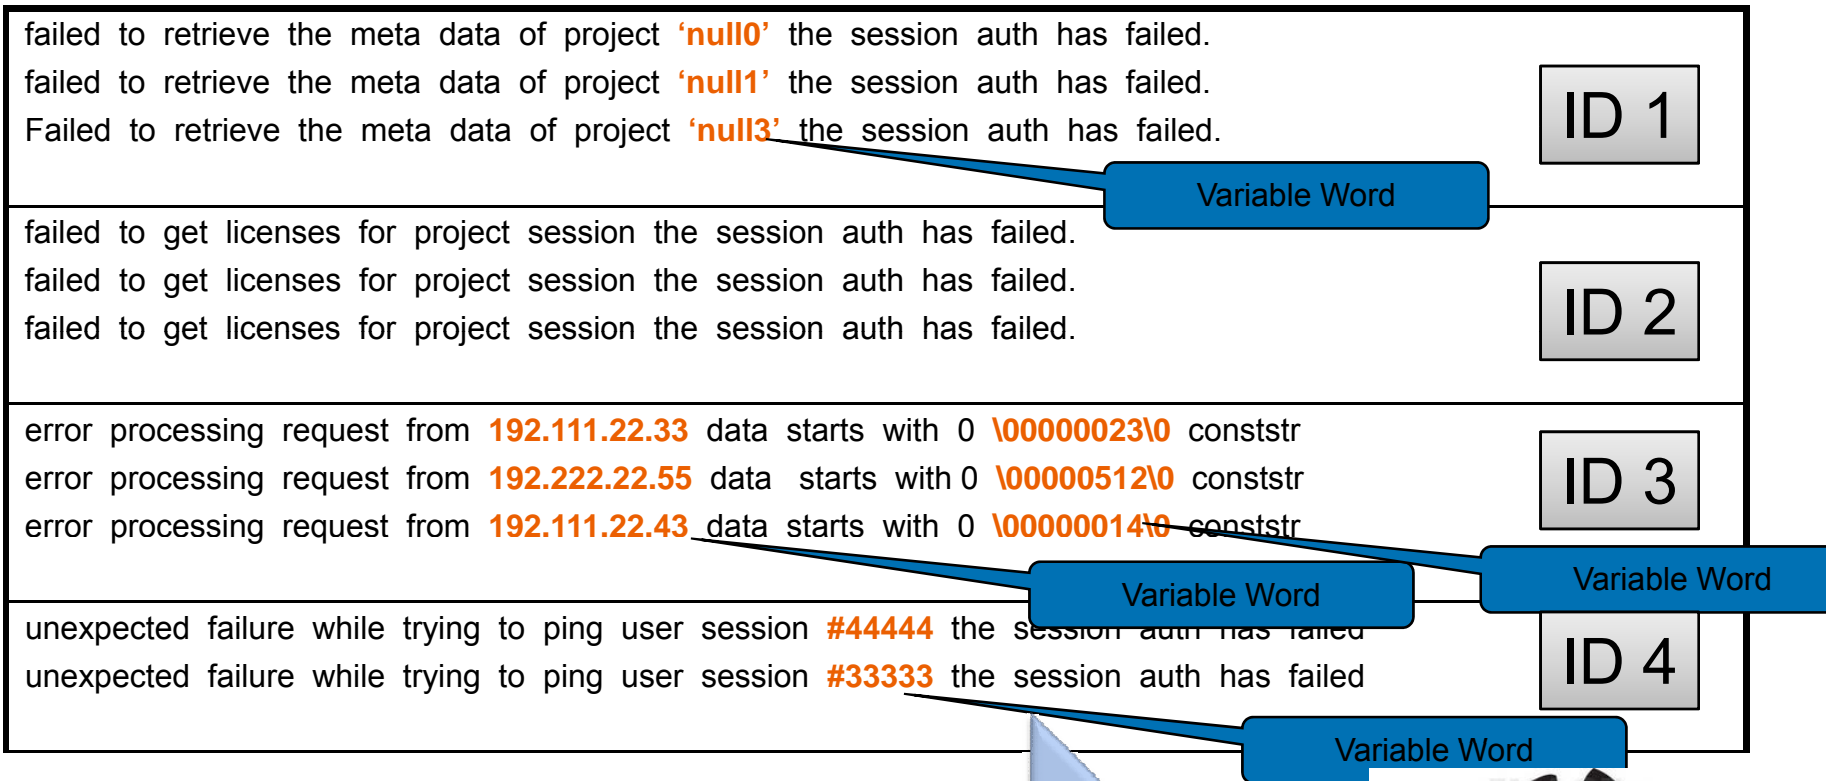 failed to retrieve the meta data of project ‘null0’ the session auth has failed.
failed to retrieve the meta data of project ‘null1’ the session auth has failed.
Failed to retrieve the meta data of project ‘null3’ the session auth has failed.
ID 1
Variable Word
failed to get licenses for project session the session auth has failed.
failed to get licenses for project session the session auth has failed.
failed to get licenses for project session the session auth has failed.
ID 2
error processing request from 192.111.22.33 data starts with 0 \00000023\0 conststr
error processing request from 192.222.22.55 data starts with 0 \00000512\0 conststr
error processing request from 192.111.22.43 data starts with 0 \00000014\0 conststr
ID 3
Variable Word
Variable Word
unexpected failure while trying to ping user session #44444 the session auth has failed
unexpected failure while trying to ping user session #33333 the session auth has failed
ID 4
Variable Word